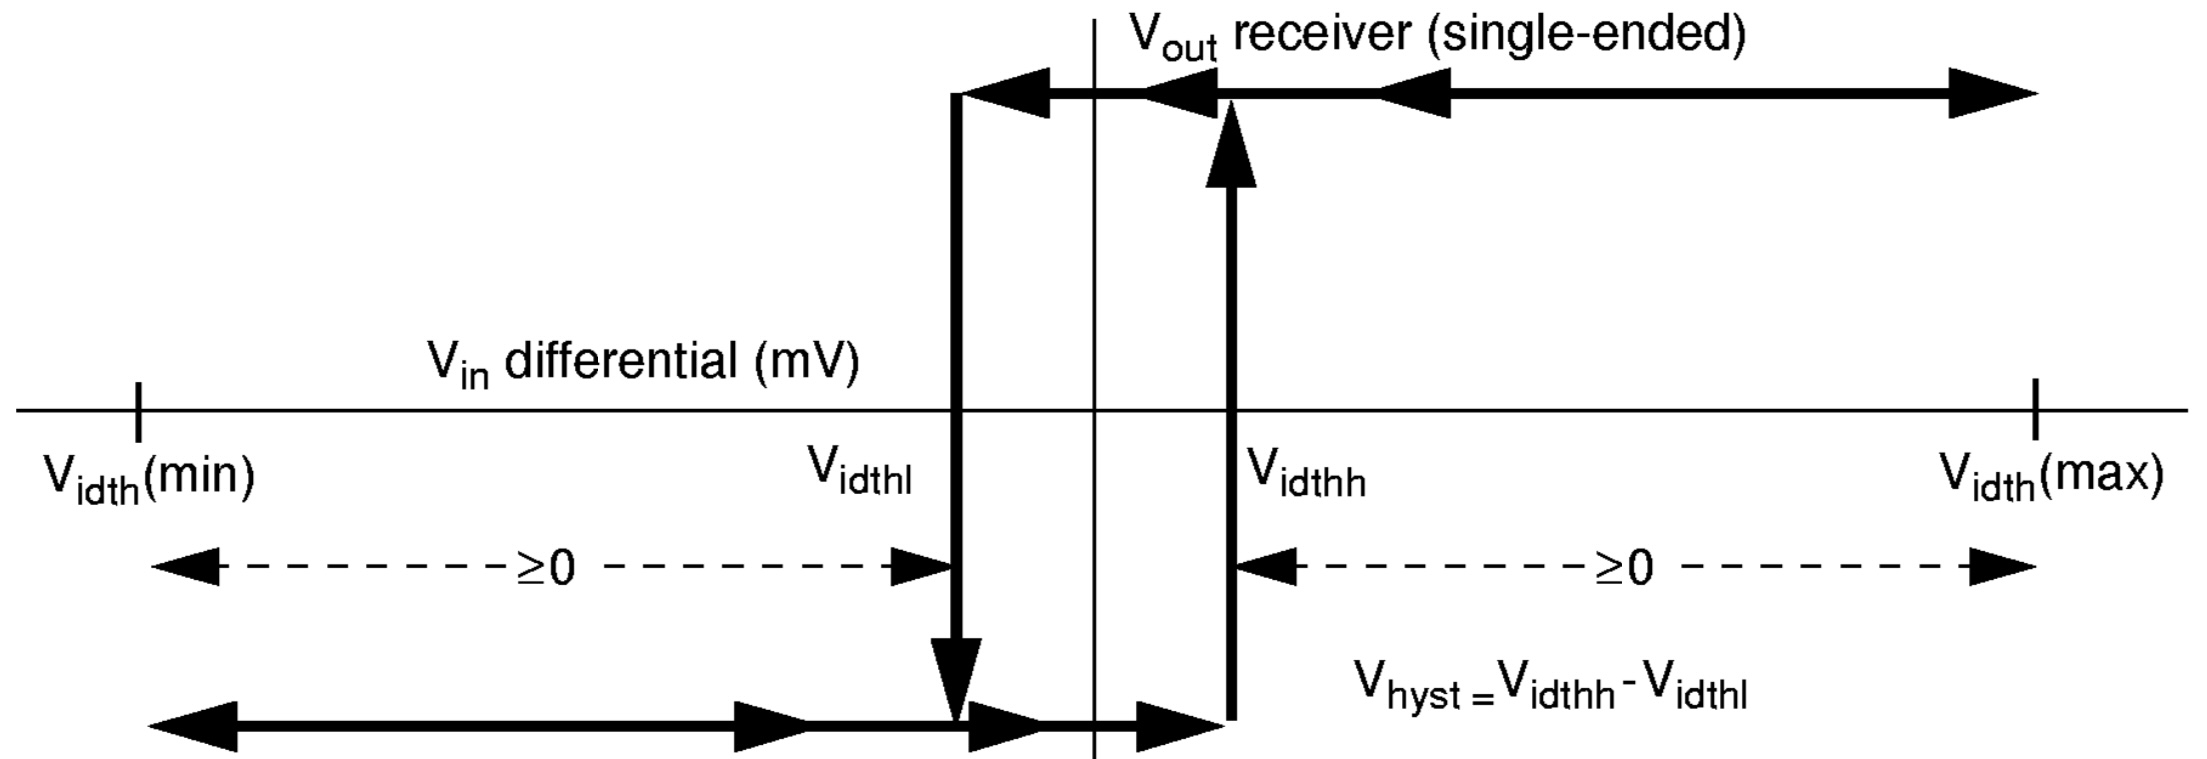 Vout receiver (single-ended)
Vin differential (mV)
Vidth(min)
Vidthl
Vidthh
Vidth(max)
≥0
≥0
Vhyst =Vidthh-Vidthl